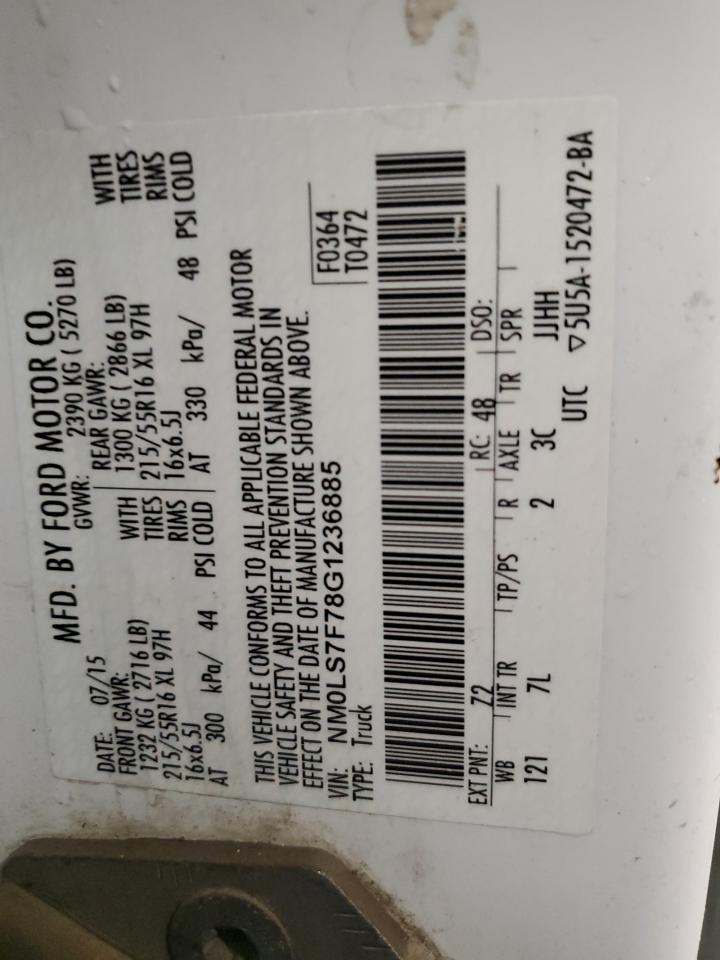 MFD. BY FORD MOTOR CO.
DATE: 07/15 GVWR: 2390 KG ( 5270 LB)
FRONT GAWR: REAR GAWR:
1232 KG ( 2716 LB) WITH 1300 KG ( 2866 LB) WITH
215/55R16 XL 97H TIRES 215/55R16 XL 97H TIRES
16x6.5J RIMS 16x6.5J RIMS
AT 300 kPa/ 44 PSI COLD AT 330 kPa/ 48 PSI COLD
THIS VEHICLE CONFORMS TO ALL APPLICABLE FEDERAL MOTOR
VEHICLE SAFETY AND THEFT PREVENTION STANDARDS IN
EFFECT ON THE DATE OF MANUFACTURE SHOWN ABOVE.
VIN: NM0LS7F78G1236885 F0364
TYPE: Truck T0472
EXT PNT: Z2 RC: 48 DSO:
WB INT TR TP/PS R AXLE TR SPR
121 7L 2 3C JJHH
UTC ▽5U5A-1520472-BA